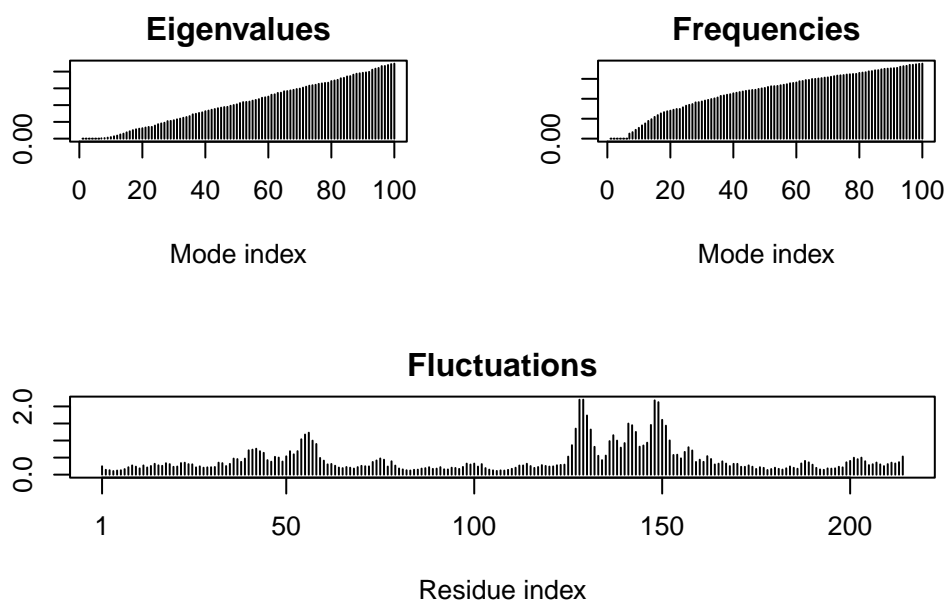 Eigenvalues
0.00
0 20 40 60 80 100
Mode index
Frequencies
0.00
0 20 40 60 80 100
Mode index
Fluctuations
2.0
0.0
1 50 100 150 200
Residue index